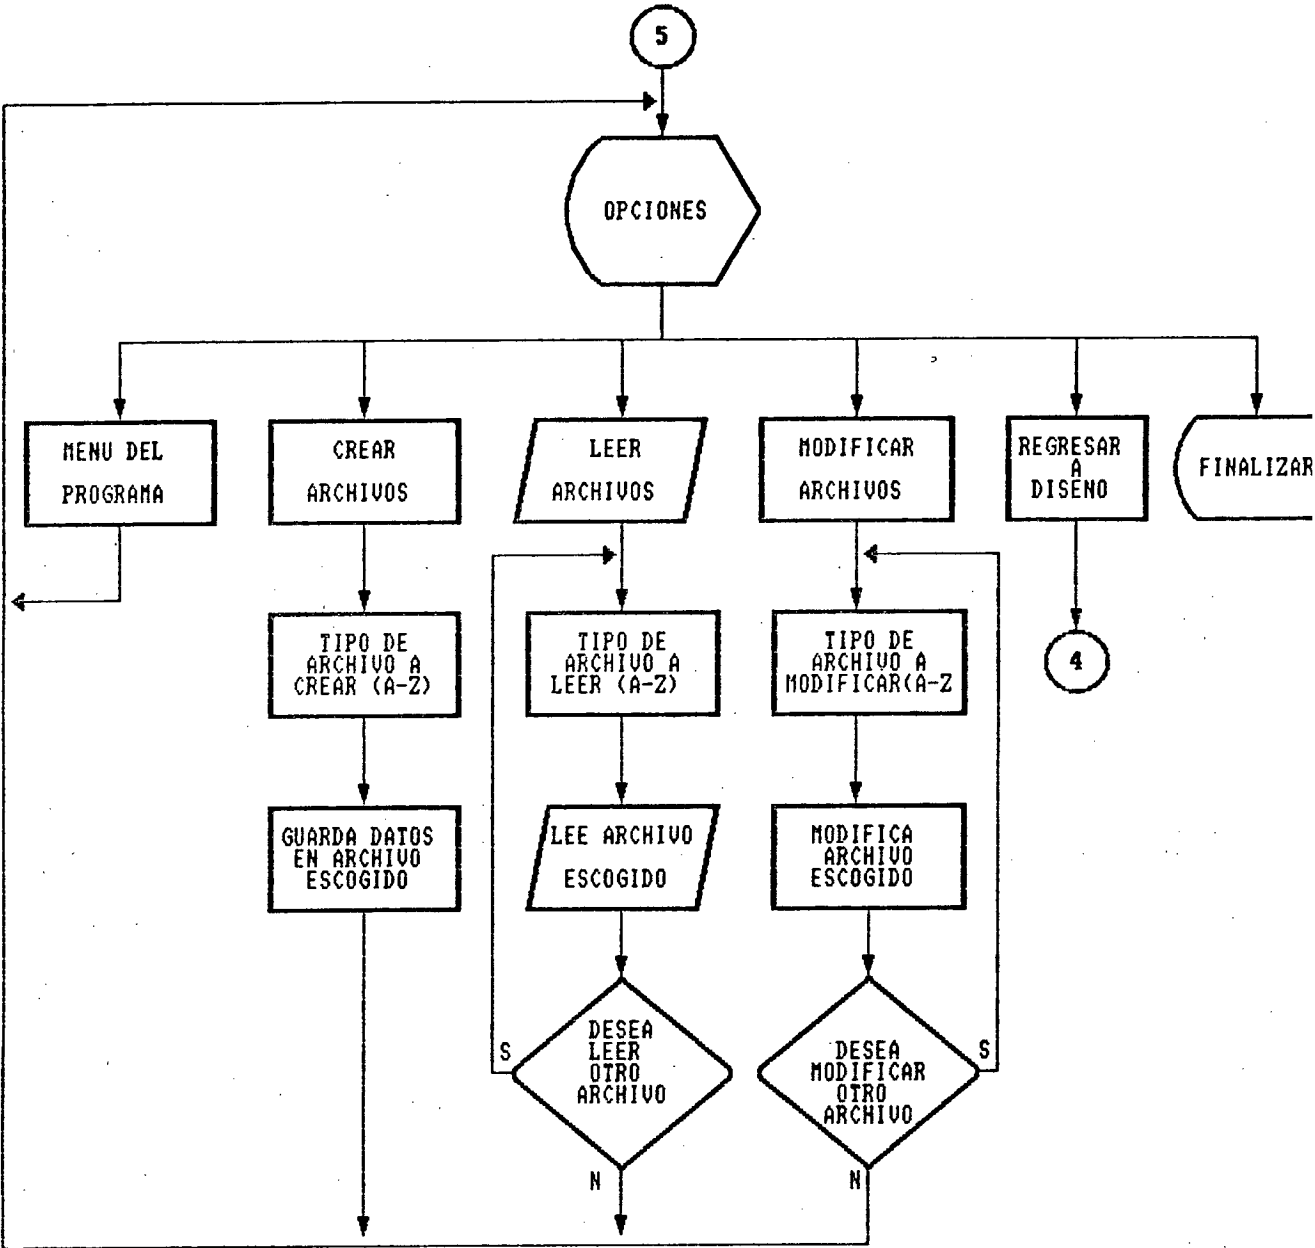 5
OPCIONES
MENU DEL
PROGRAMA
CREAR
ARCHIVOS
LEER
ARCHIVOS
MODIFICAR
ARCHIVOS
REGRESAR
A
DISENO
FINALIZAR
TIPO DE
ARCHIVO A
CREAR (A-Z)
TIPO DE
ARCHIVO A
LEER (A-Z)
TIPO DE
ARCHIVO A
MODIFICAR(A-Z
4
GUARDA DATOS
EN ARCHIVO
ESCOGIDO
LEE ARCHIVO
ESCOGIDO
MODIFICA
ARCHIVO
ESCOGIDO
S
DESEA
LEER
OTRO
ARCHIVO
N
S
DESEA
MODIFICAR
OTRO
ARCHIVO
N